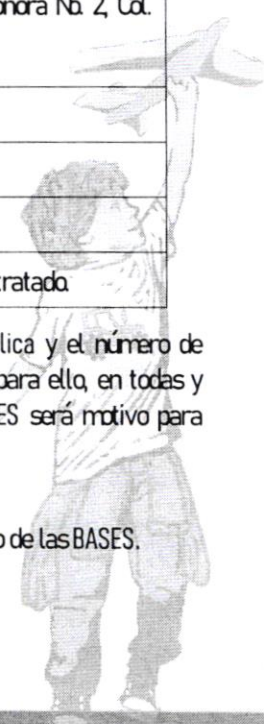 onora No. 2, Col.
tratado.
lica y el número de
para ello, en todas y
ES será motivo para
o de las BASES.